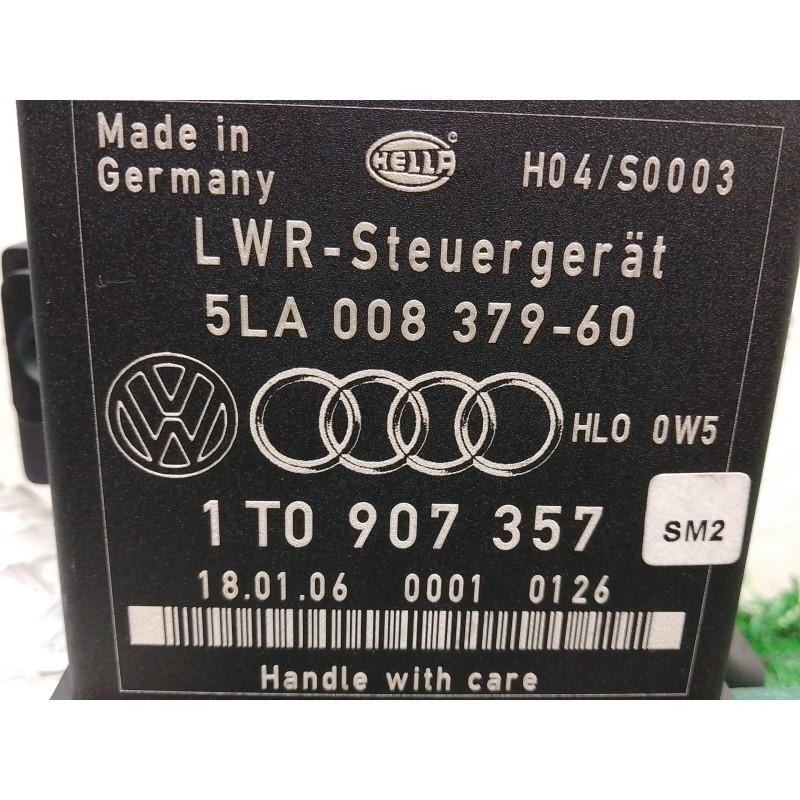 Made in
Germany
HELLA
©
H04/S0003
LWR-Steuergerät
5LA 008 379-60
VW
HLO 0W5
1T0 907 357
SM2
18.01.06 0001 0126
Handle with care